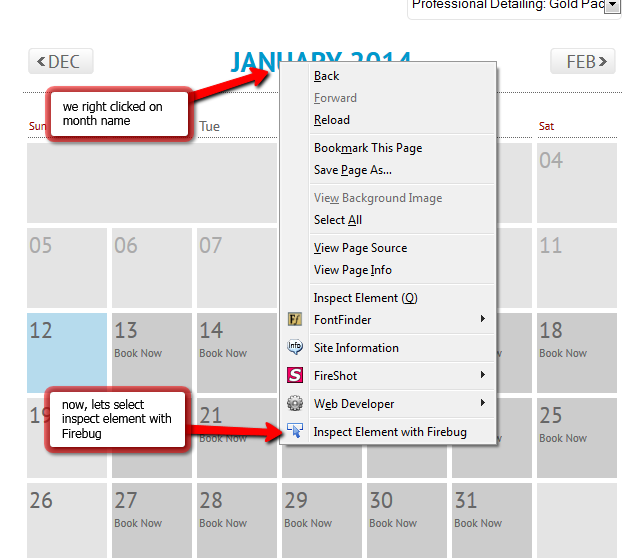 Professional Detailing: Gold Pac
DEC
JANUARY 2014
FEB
we right clicked on
month name
Sun
Tue
Sat
04
05
06
07
11
12
13
14
18
Book Now
Book Now
Book Now
19
21
25
Book Now
Book Now
26
27
28
29
30
31
Book Now
Book Now
Book Now
Book Now
Book Now
Back
Forward
Reload
Bookmark This Page
Save Page As...
View Background Image
Select All
View Page Source
View Page Info
Inspect Element (Q)
FontFinder
Site Information
FireShot
Web Developer
Inspect Element with Firebug
now, lets select
inspect element with
Firebug